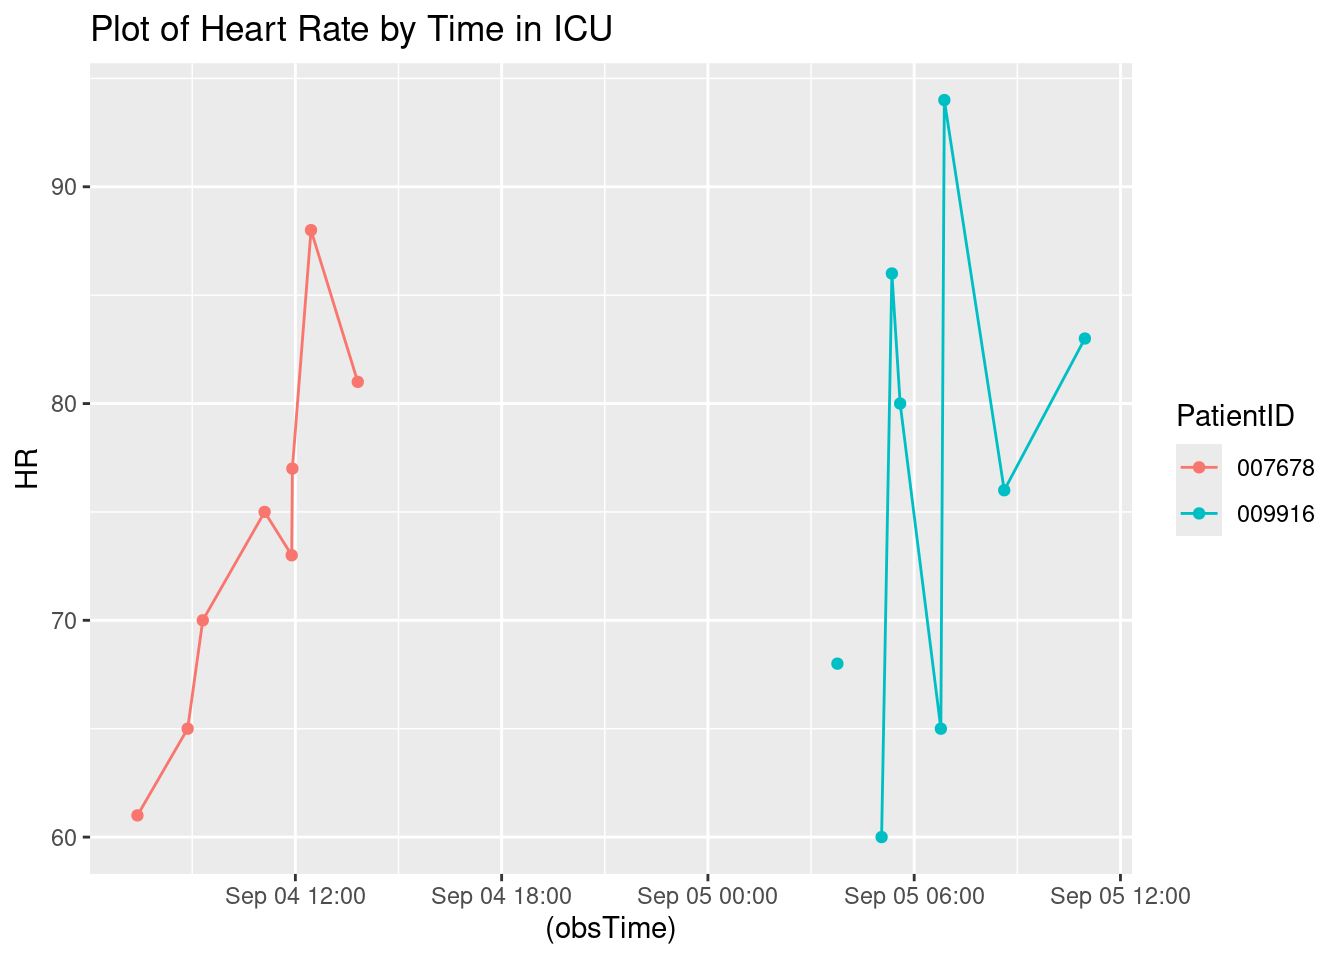 Plot of Heart Rate by Time in ICU
90
80
70
60
HR
Sep 04 12:00
Sep 04 18:00
Sep 05 00:00
Sep 05 06:00
Sep 05 12:00
(obsTime)
PatientID
007678
009916